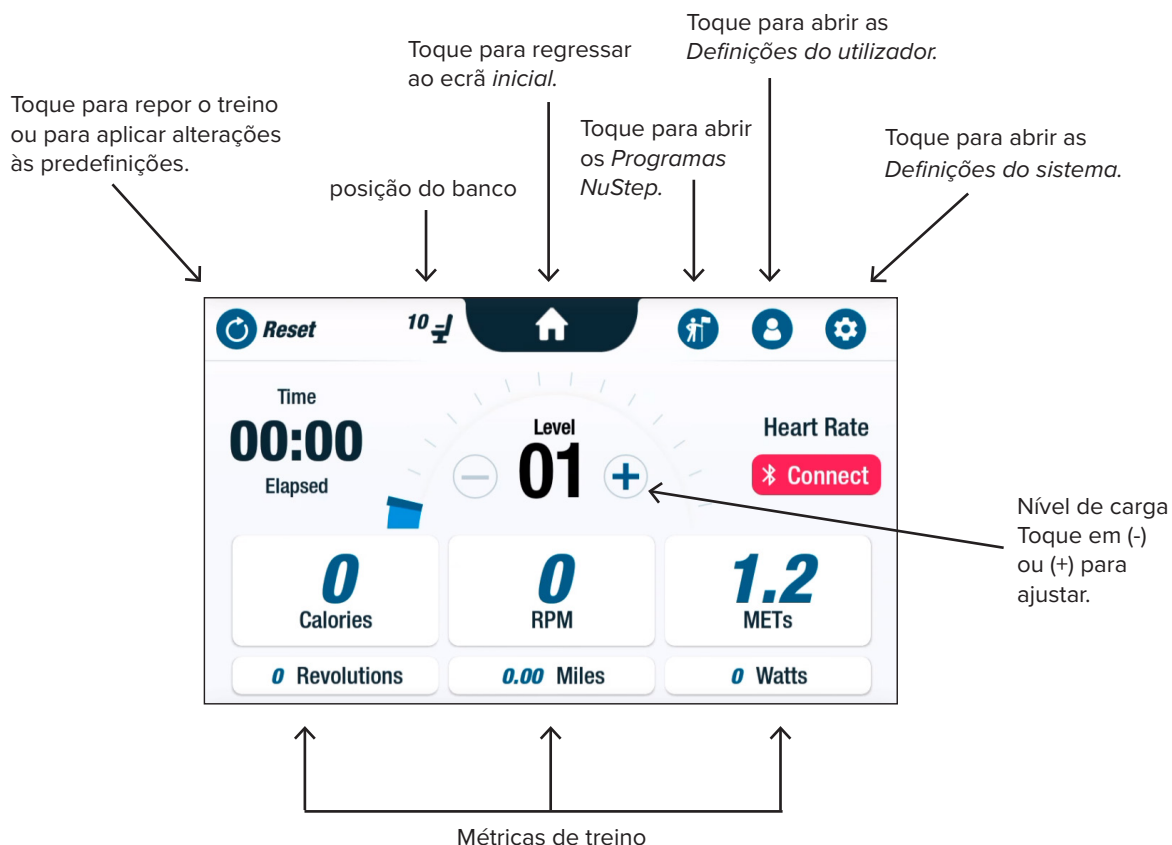 Toque para abrir as
Definições do utilizador.
Toque para regressar
ao ecrã inicial.
Toque para repor o treino
ou para aplicar alterações
às predefinições.
Toque para abrir
os Programas
NuStep.
Toque para abrir as
Definições do sistema.
posição do banco
Reset
10
Time
00:00
Elapsed
Level
01
Heart Rate
Connect
Nível de carga
Toque em (-)
ou (+) para
ajustar.
0
Calories
0
RPM
1.2
METs
0 Revolutions
0.00 Miles
0 Watts
Métricas de treino